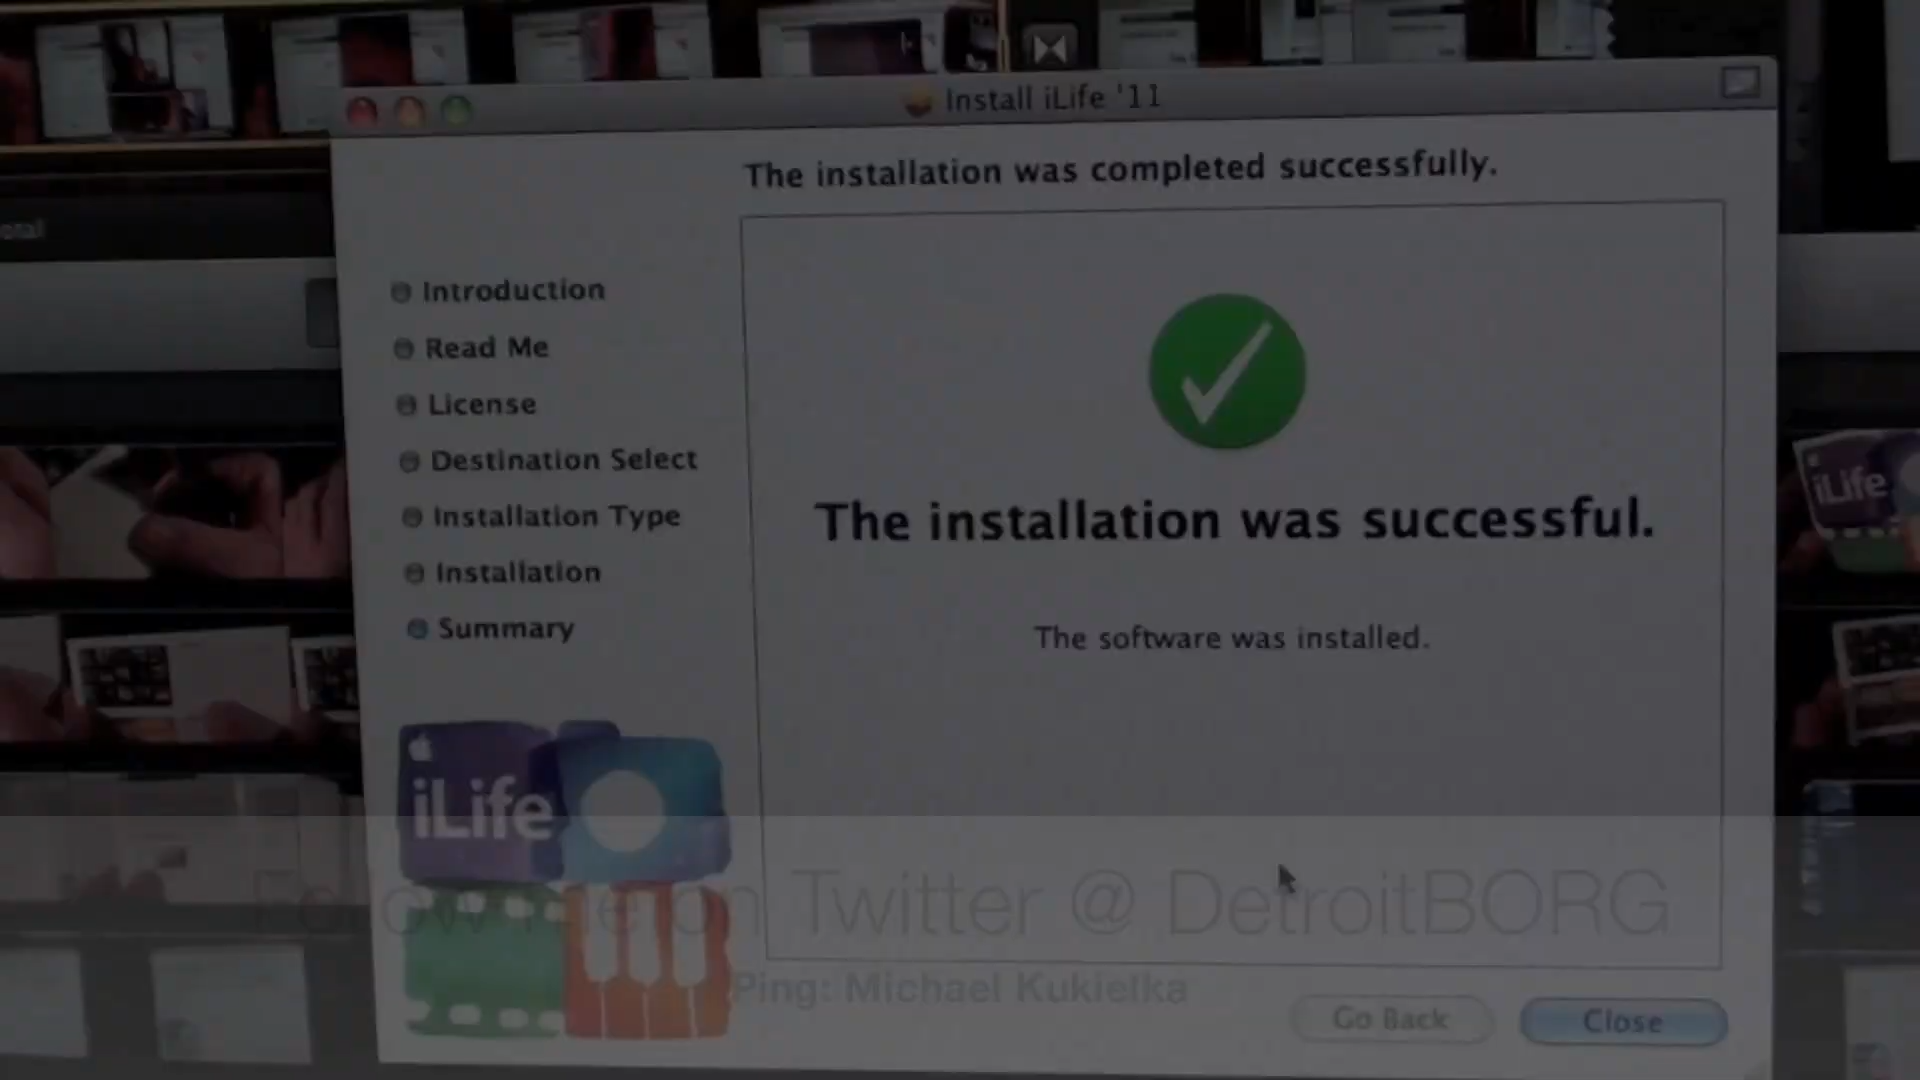 Install iLife '11
The installation was completed successfully.
otal
Introduction
Read Me
License
Destination Select
Installation Type
Installation
Summary
The installation was successful.
The software was installed.
iLife
iLife
Follow me on Twitter @ DetroitBORG
Ping: Michael Kukielka
Go Back
Close